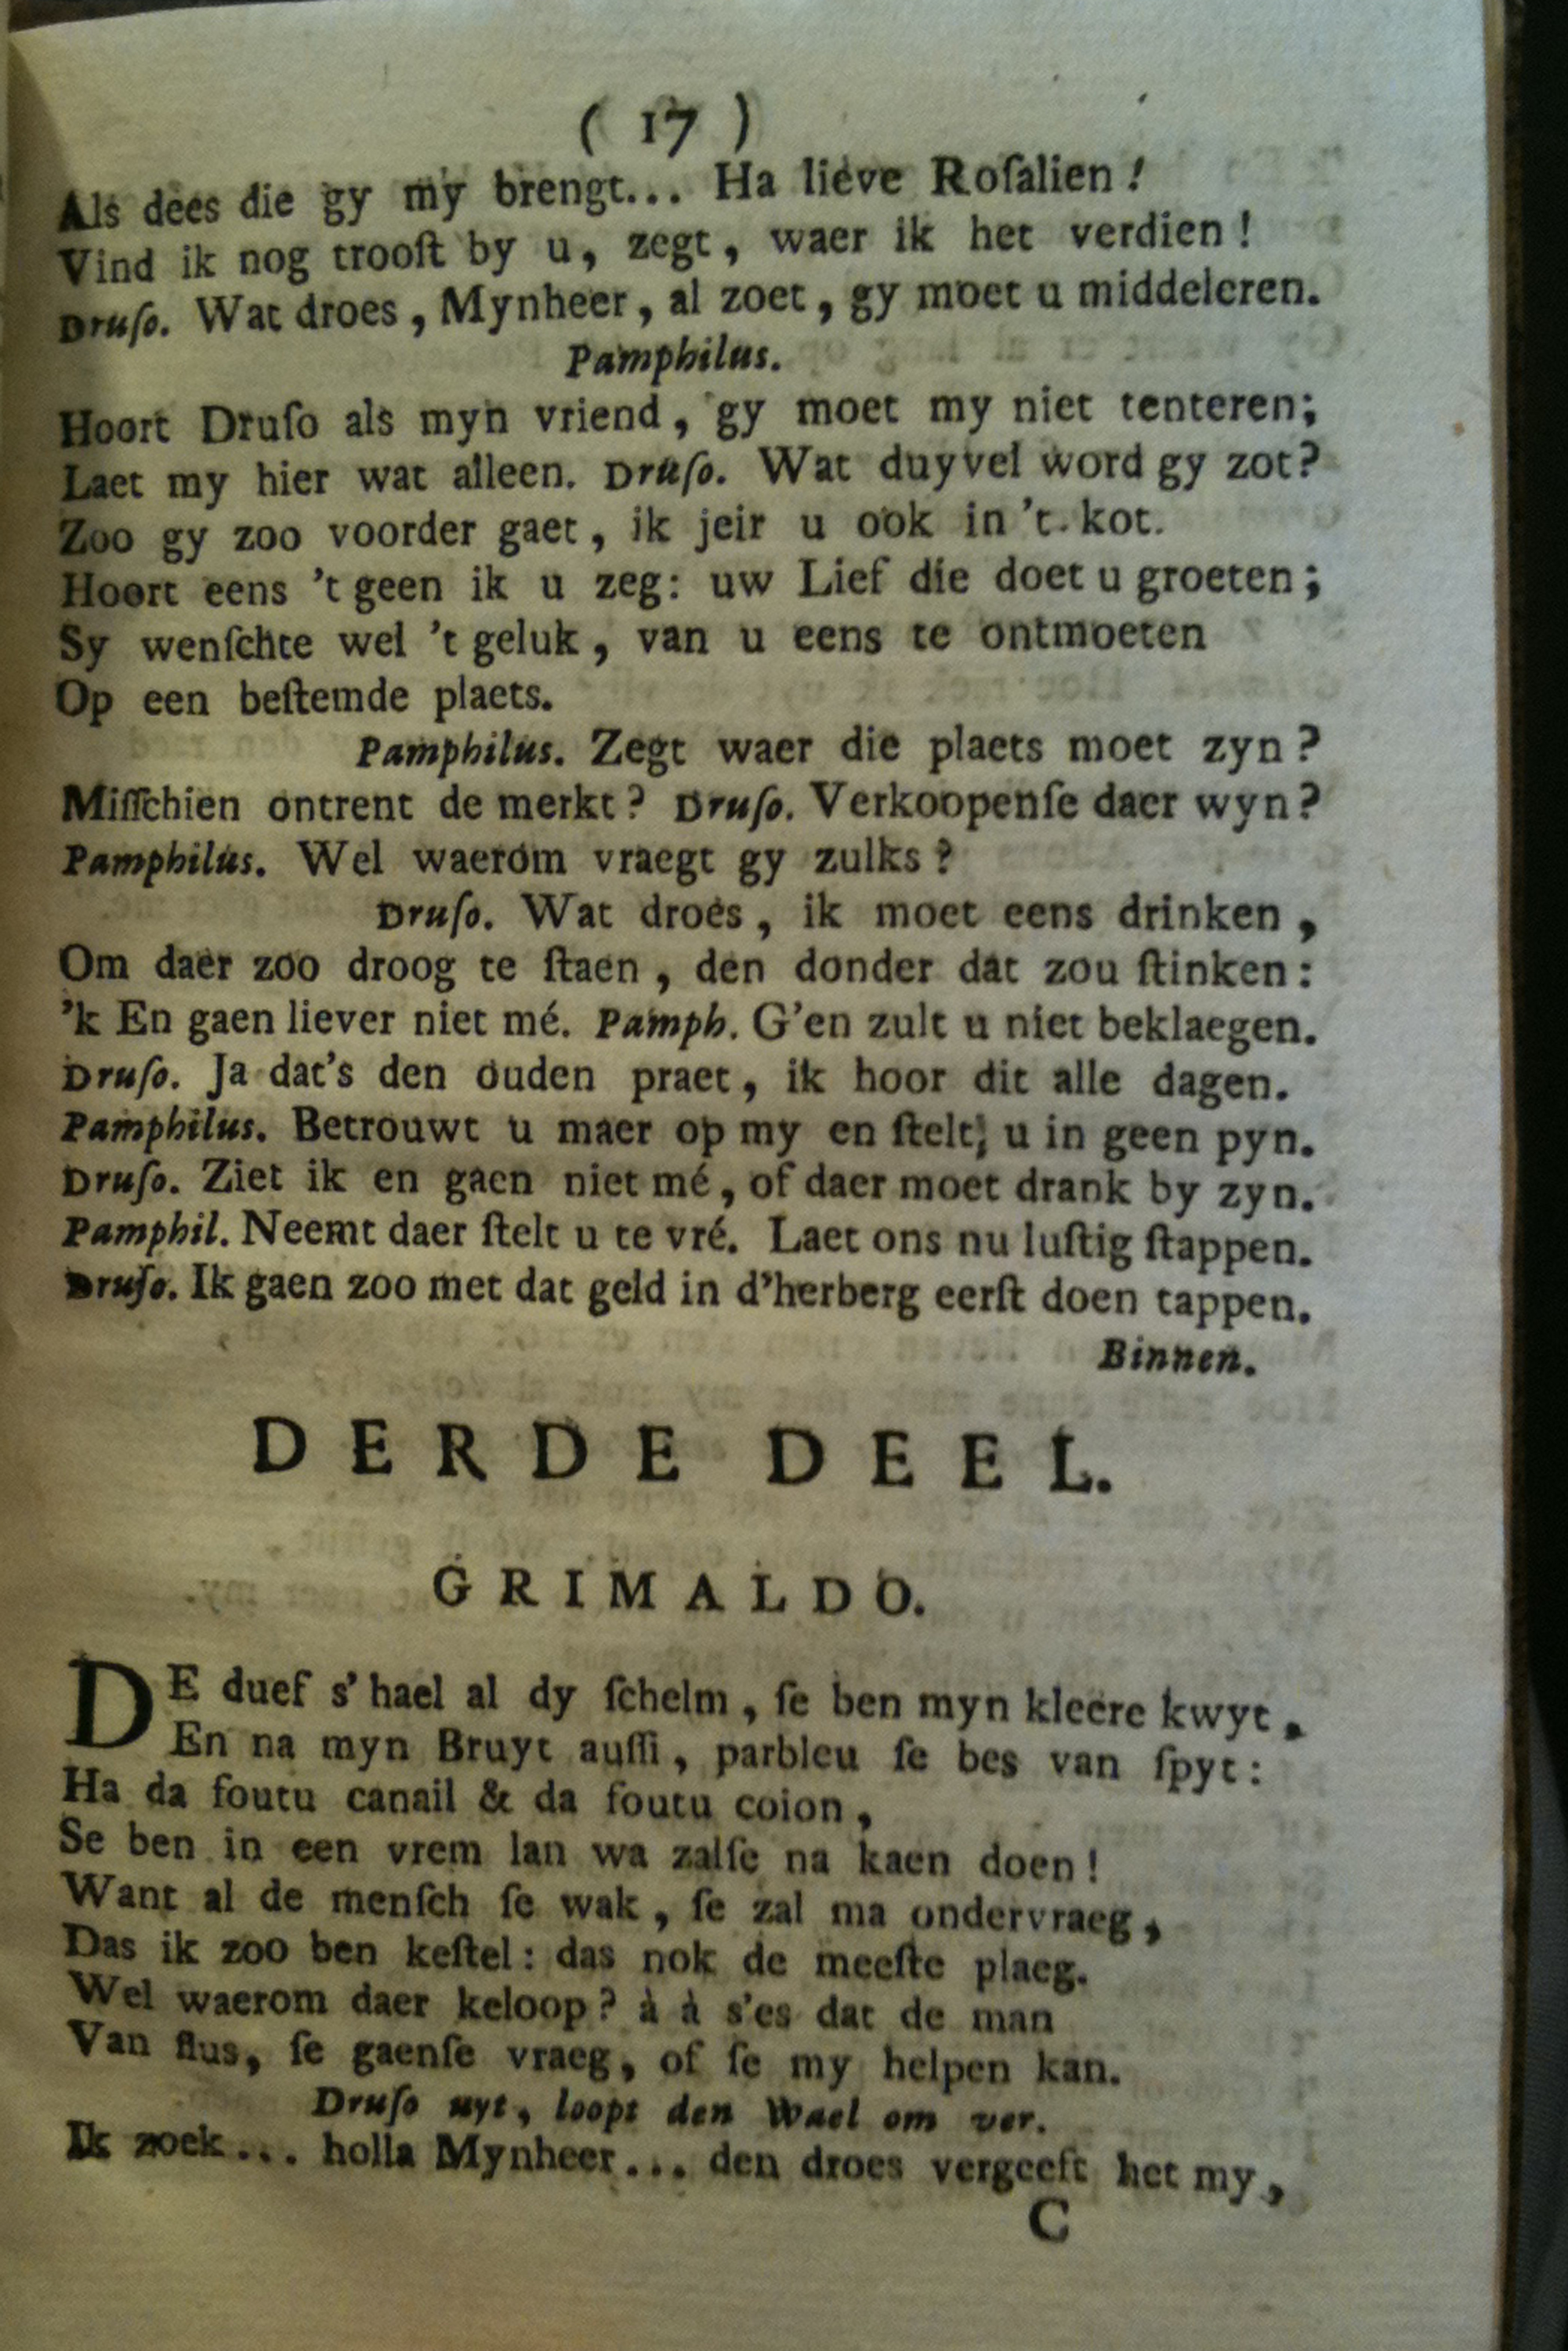 ( 17 )
Als dees die gy my brengt... Ha lieve Roſalien !
Vind ik nog trooſt by u, zegt, waer ik het verdien !
Druſo. Wat droes, Mynheer, al zoet, gy moet u middeleren.
Pamphilus.
Hoort Druſo als myn vriend, gy moet my niet tenteren;
Laet my hier wat alleen. Druſo. Wat duyvel word gy zot?
Zoo gy zoo voorder gaet, ik jeir u ook in 't kot.
Hoort eens 't geen ik u zeg: uw Lief die doet u groeten;
Sy wenſchte wel 't geluk, van u eens te ontmoeten
Op een beſtemde plaets.
Pamphilus. Zegt waer die plaets moet zyn?
Miſſchien ontrent de merkt? Druſo. Verkoopenſe daer wyn?
Pamphilus. Wel waerom vraegt gy zulks?
Druſo. Wat droes, ik moet eens drinken,
Om daer zoo droog te ſtaen, den donder dat zou ſtinken:
'k En gaen liever niet mé. Pamph. G'en zult u niet beklaegen.
Druſo. Ja dat's den ouden praet, ik hoor dit alle dagen.
Pamphilus. Betrouwt u maer op my en ſtelt; u in geen pyn.
Druſo. Ziet ik en gaen niet mé, of daer moet drank by zyn.
Pamphil. Neemt daer ſtelt u te vré. Laet ons nu luſtig ſtappen.
Druſo. Ik gaen zoo met dat geld in d'herberg eerſt doen tappen.
Binnen.
DERDE DEEL.
GRIMALDO.
DE duef s'hael al dy ſchelm, ſe ben myn kleere kwyt,
En na myn Bruyt auſſi, parbleu ſe bes van ſpyt:
Ha da foutu canail & da foutu coion,
Se ben in een vrem lan wa zalſe na kaen doen!
Want al de menſch ſe wak, ſe zal ma ondervraeg,
Das ik zoo ben keſtel: das nok de meeſte plaeg.
Wel waerom daer keloop? à à s'es dat de man
Van flus, ſe gaenſe vraeg, of ſe my helpen kan.
Druſo uyt, loopt den Wael om ver.
Ik zoek... holla Mynheer... den droes vergeeft het my,
C